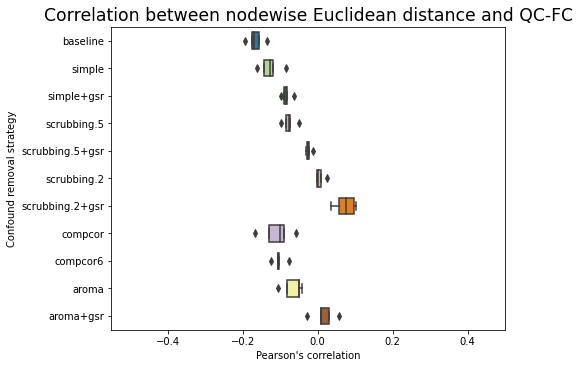 Correlation between nodewise Euclidean distance and QC-FC
Confound removal strategy
baseline
simple
simple+gsr
scrubbing.5
scrubbing.5+gsr
scrubbing.2
scrubbing.2+gsr
compcor
compcor6
aroma
aroma+gsr
−0.4 −0.2 0.0 0.2 0.4
Pearson's correlation